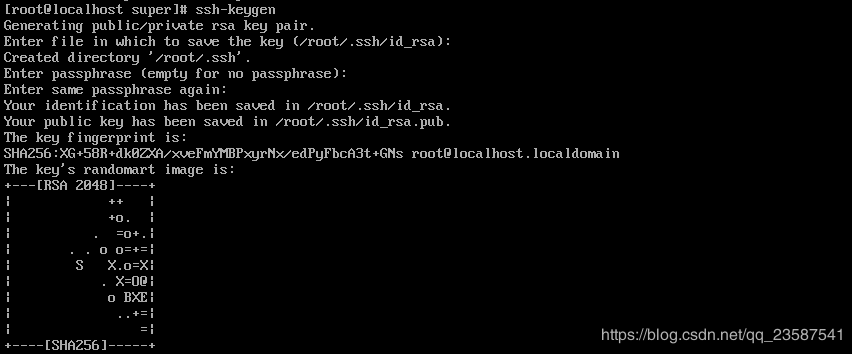 [root@localhost super]# ssh-keygen
Generating public/private rsa key pair.
Enter file in which to save the key (/root/.ssh/id_rsa):
Created directory '/root/.ssh'.
Enter passphrase (empty for no passphrase):
Enter same passphrase again:
Your identification has been saved in /root/.ssh/id_rsa.
Your public key has been saved in /root/.ssh/id_rsa.pub.
The key fingerprint is:
SHA256:XG+58R+dk0ZXA/xveFmYMBPxyrNx/edPyFbcA3t+GNs root@localhost.localdomain
The key's randomart image is:
+---[RSA 2048]----+
|            ++   |
|            +o.  |
|          .  =o+.|
|       . . o o=+=|
|        S   X.o=X|
|           . X=O@|
|            o BXE|
|             ..+=|
|                =|
+----[SHA256]-----+
https://blog.csdn.net/qq_23587541